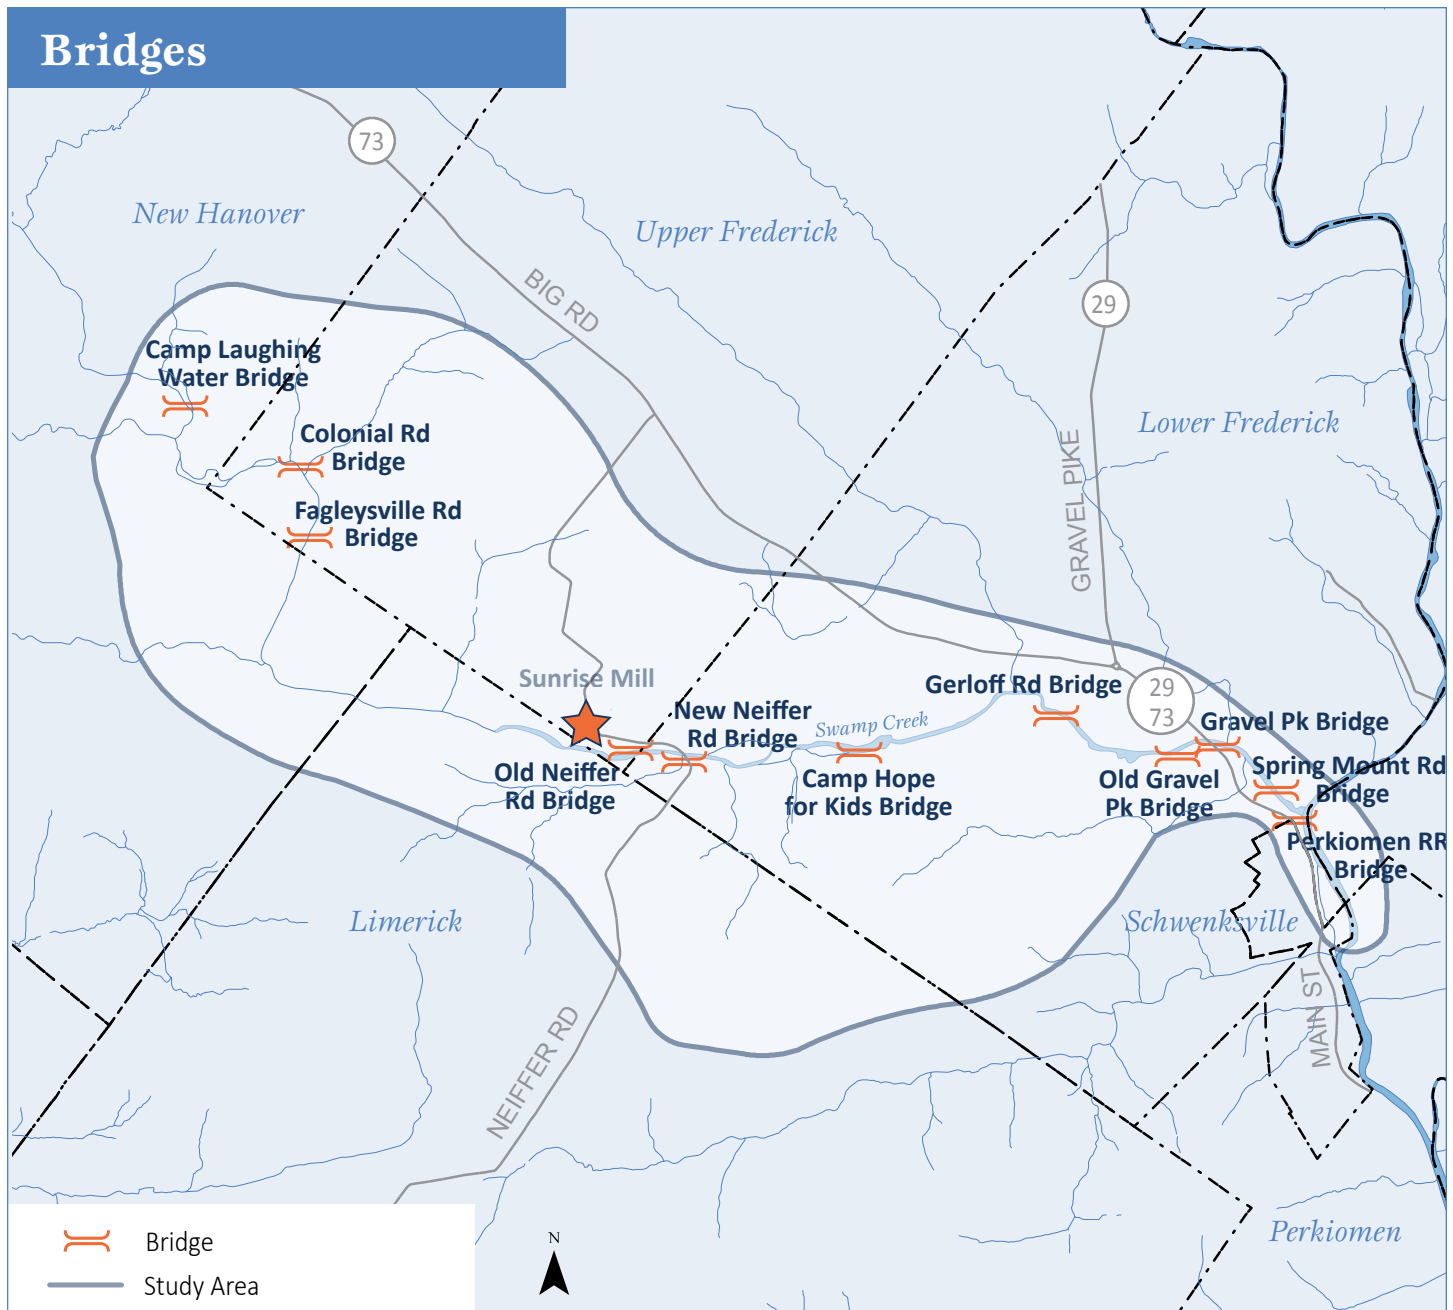 Bridges
73
New Hanover
Upper Frederick
BIG RD
29
Camp Laughing
Water Bridge
Colonial Rd
Bridge
Lower Frederick
GRAVEL PIKE
Fagleysville Rd
Bridge
Sunrise Mill
Gerloff Rd Bridge
29
73
New Neiffer
Rd Bridge
Swamp Creek
Gravel Pk Bridge
Old Neiffer
Rd Bridge
Camp Hope
for Kids Bridge
Old Gravel
Pk Bridge
Spring Mount Rd
Bridge
Perkiomen RR
Bridge
Limerick
Schwenksville
MAIN ST
NEIFFER RD
Perkiomen
Bridge
Study Area
N